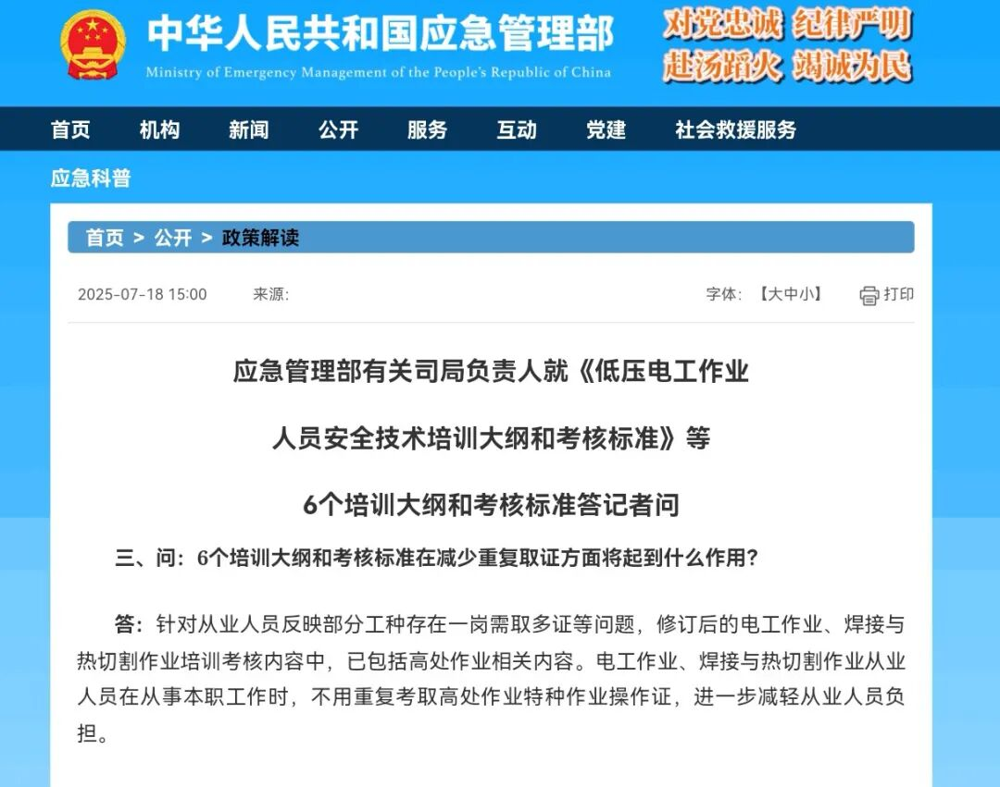 中华人民共和国应急管理部
Ministry of Emergency Management of the People's Republic of China
对党忠诚 纪律严明
赴汤蹈火 竭诚为民
首页 机构 新闻 公开 服务 互动 党建 社会救援服务
应急科普
首页 > 公开 > 政策解读
2025-07-18 15:00 来源: 字体: 【大中小】 打印
应急管理部有关司局负责人就《低压电工作业
人员安全技术培训大纲和考核标准》等
6个培训大纲和考核标准答记者问
三、问：6个培训大纲和考核标准在减少重复取证方面将起到什么作用？
答：针对从业人员反映部分工种存在一岗需取多证等问题，修订后的电工作业、焊接与
热切割作业培训考核内容中，已包括高处作业相关内容。电工作业、焊接与热切割作业从业
人员在从事本职工作时，不用重复考取高处作业特种作业操作证，进一步减轻从业人员负
担。